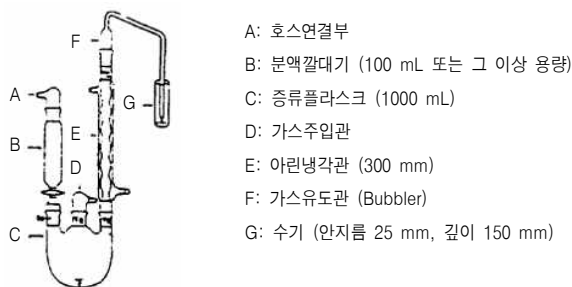 A: 호스연결부
B: 분액깔대기 (100 mL 또는 그 이상 용량)
C: 증류플라스크 (1000 mL)
D: 가스주입관
E: 아린냉각관 (300 mm)
F: 가스유도관 (Bubbler)
G: 수기 (안지름 25 mm, 깊이 150 mm)
F
A
G
E
B
D
C